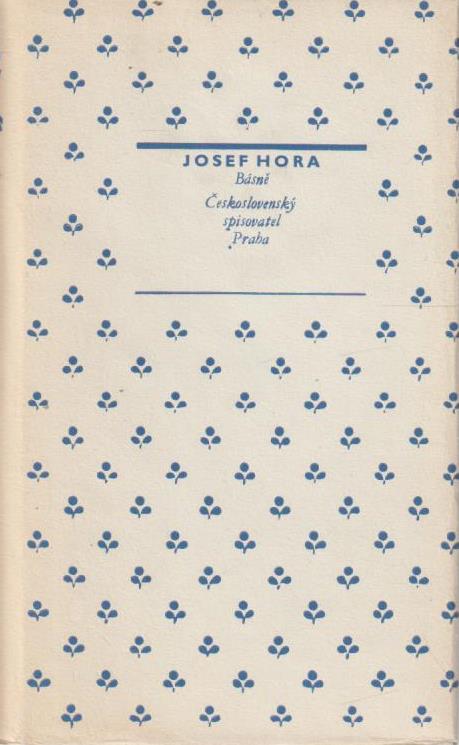 JOSEF HORA
Básně
Československý
spisovatel
Praha